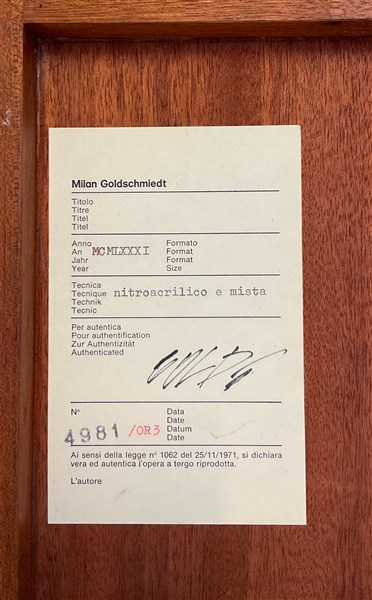 Milan Goldschmiedt
Titolo
Titre
Titel
Titel
Anno Formato
An MCMLXXXI Format
Jahr Format
Year Size
Tecnica
Tecnique nitroacrilico e mista
Technik
Tecnic
Per autentica
Pour authentification
Zur Authentizität
Authenticated
N° Data
Date
4981 /OR3 Datum
Date
Ai sensi della legge n° 1062 del 25/11/1971, si dichiara
vera ed autentica l'opera a tergo riprodotta.
L'autore